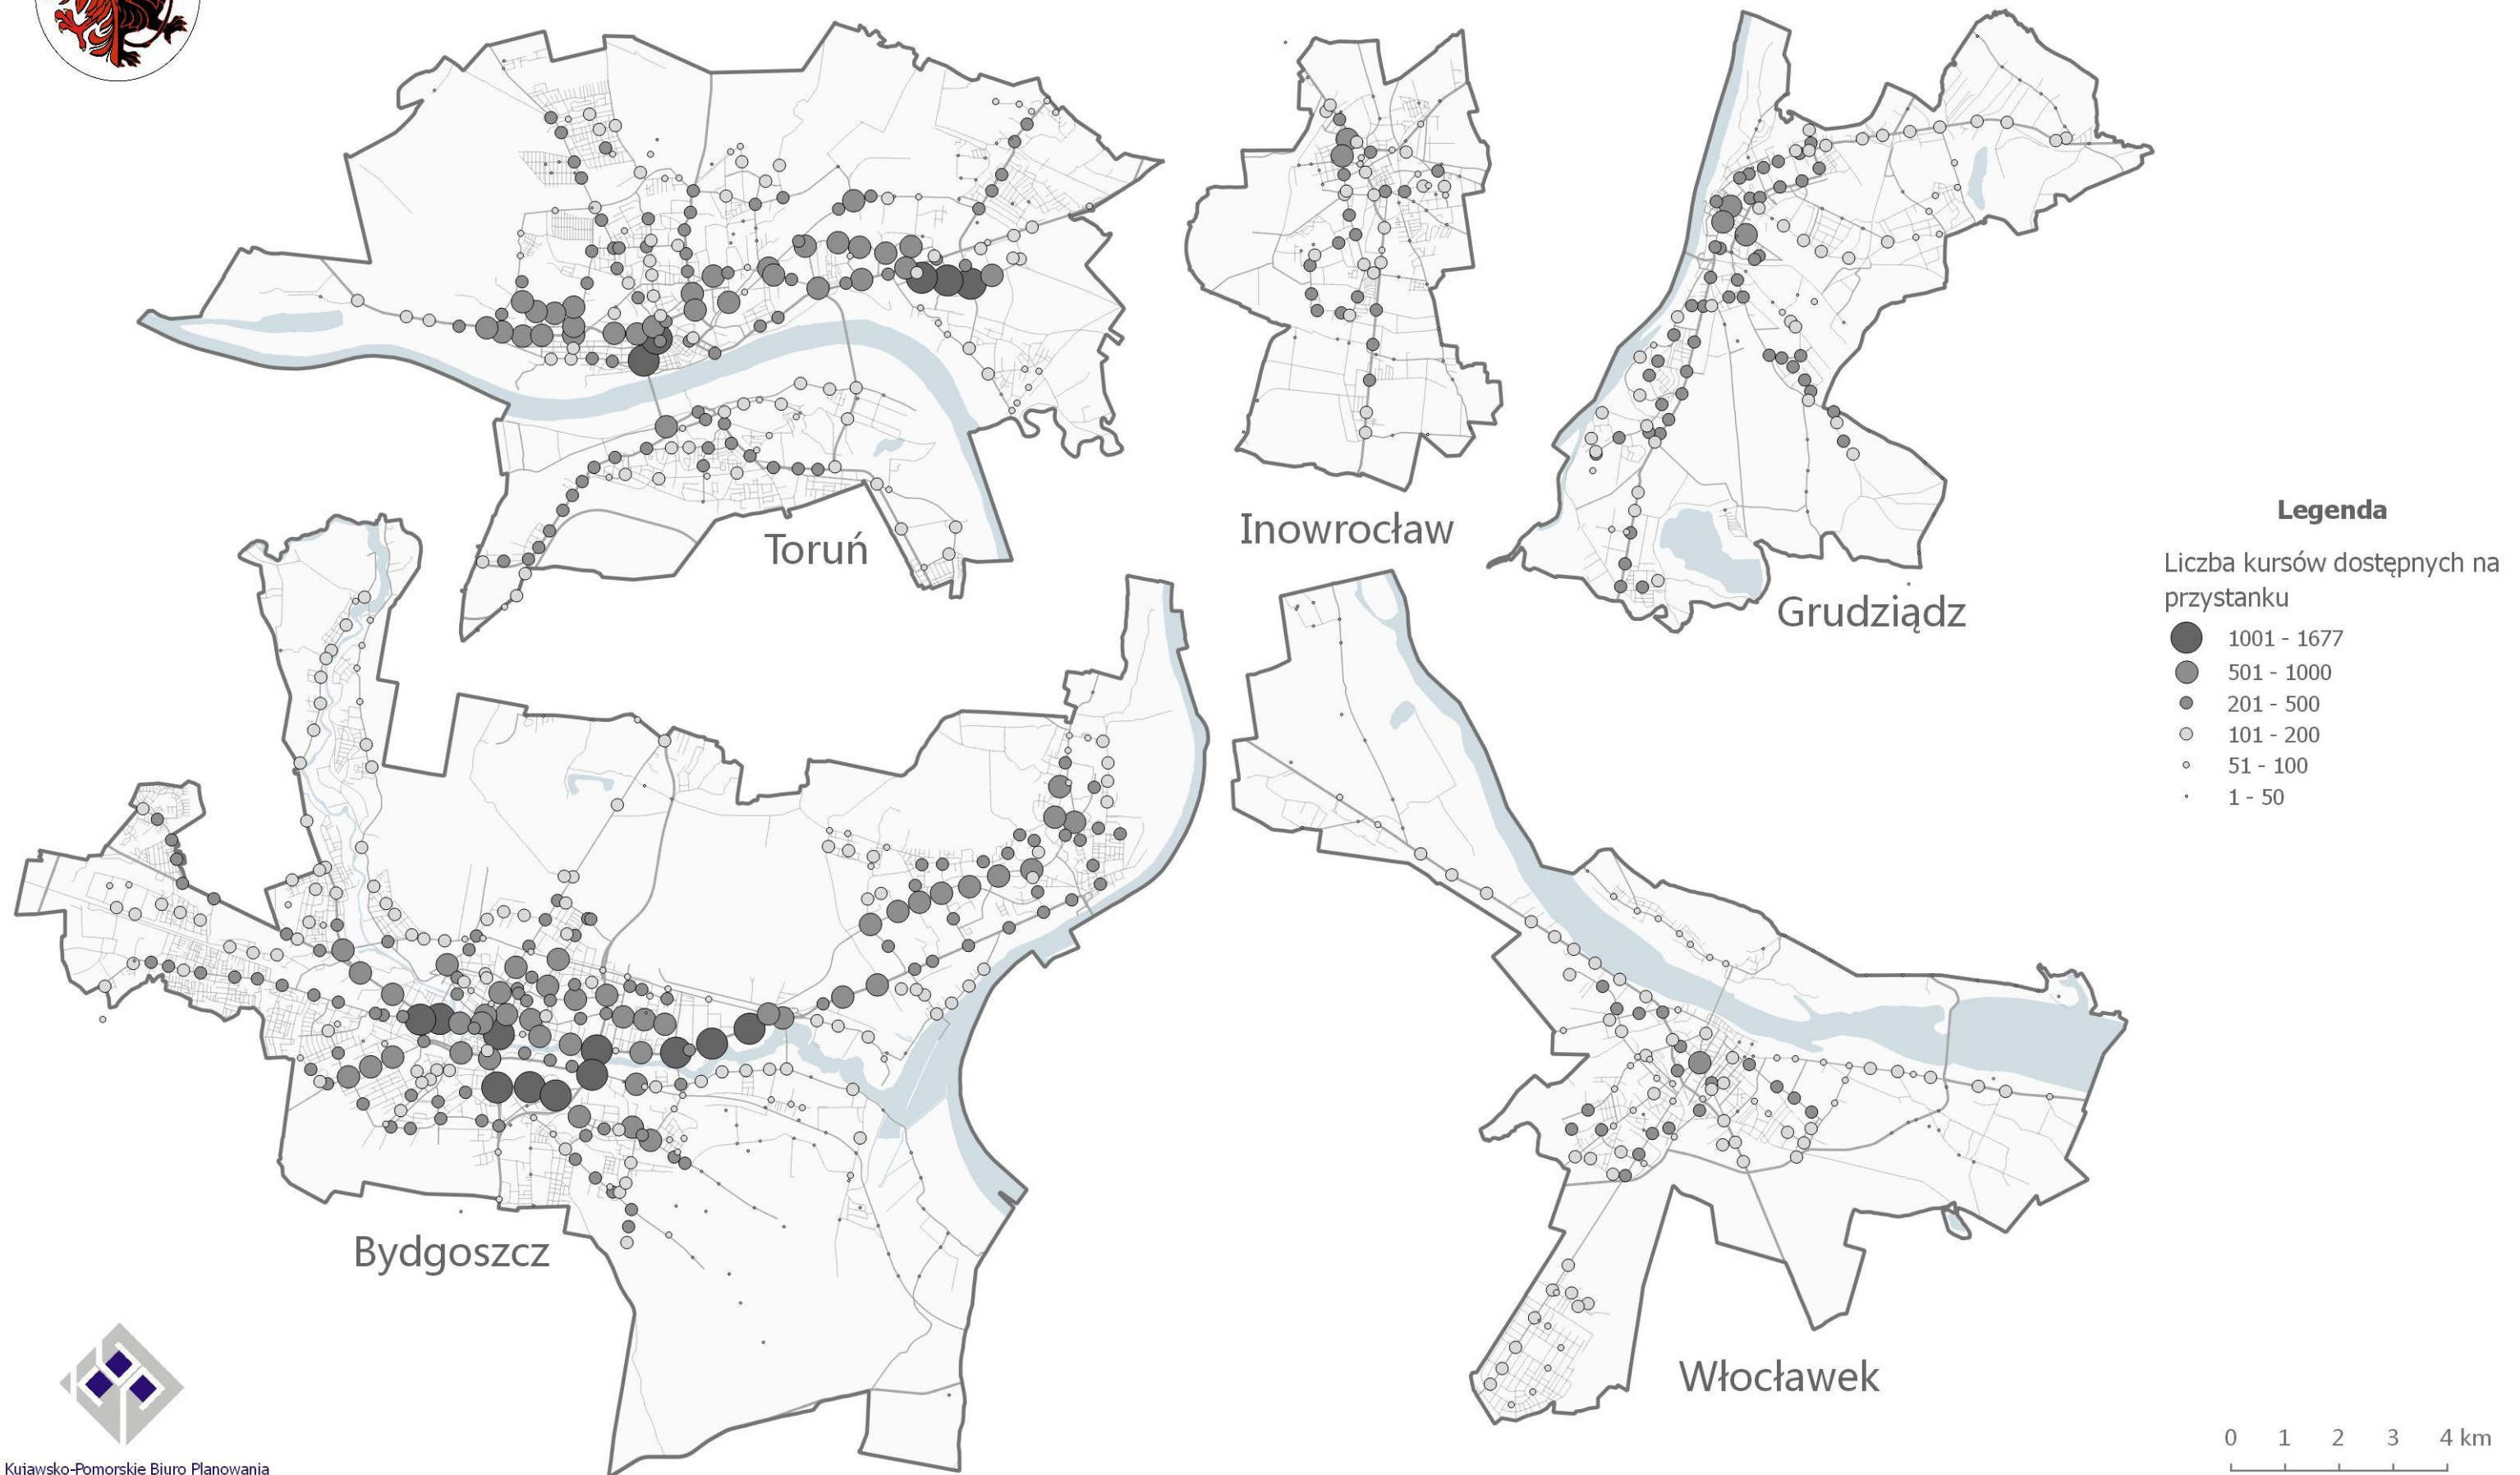 Toruń
Inowrocław
Grudziądz
Bydgoszcz
Włocławek
Legenda
Liczba kursów dostępnych na
przystanku
1001 - 1677
501 - 1000
201 - 500
101 - 200
51 - 100
1 - 50
0 1 2 3 4 km
Kujawsko-Pomorskie Biuro Planowania